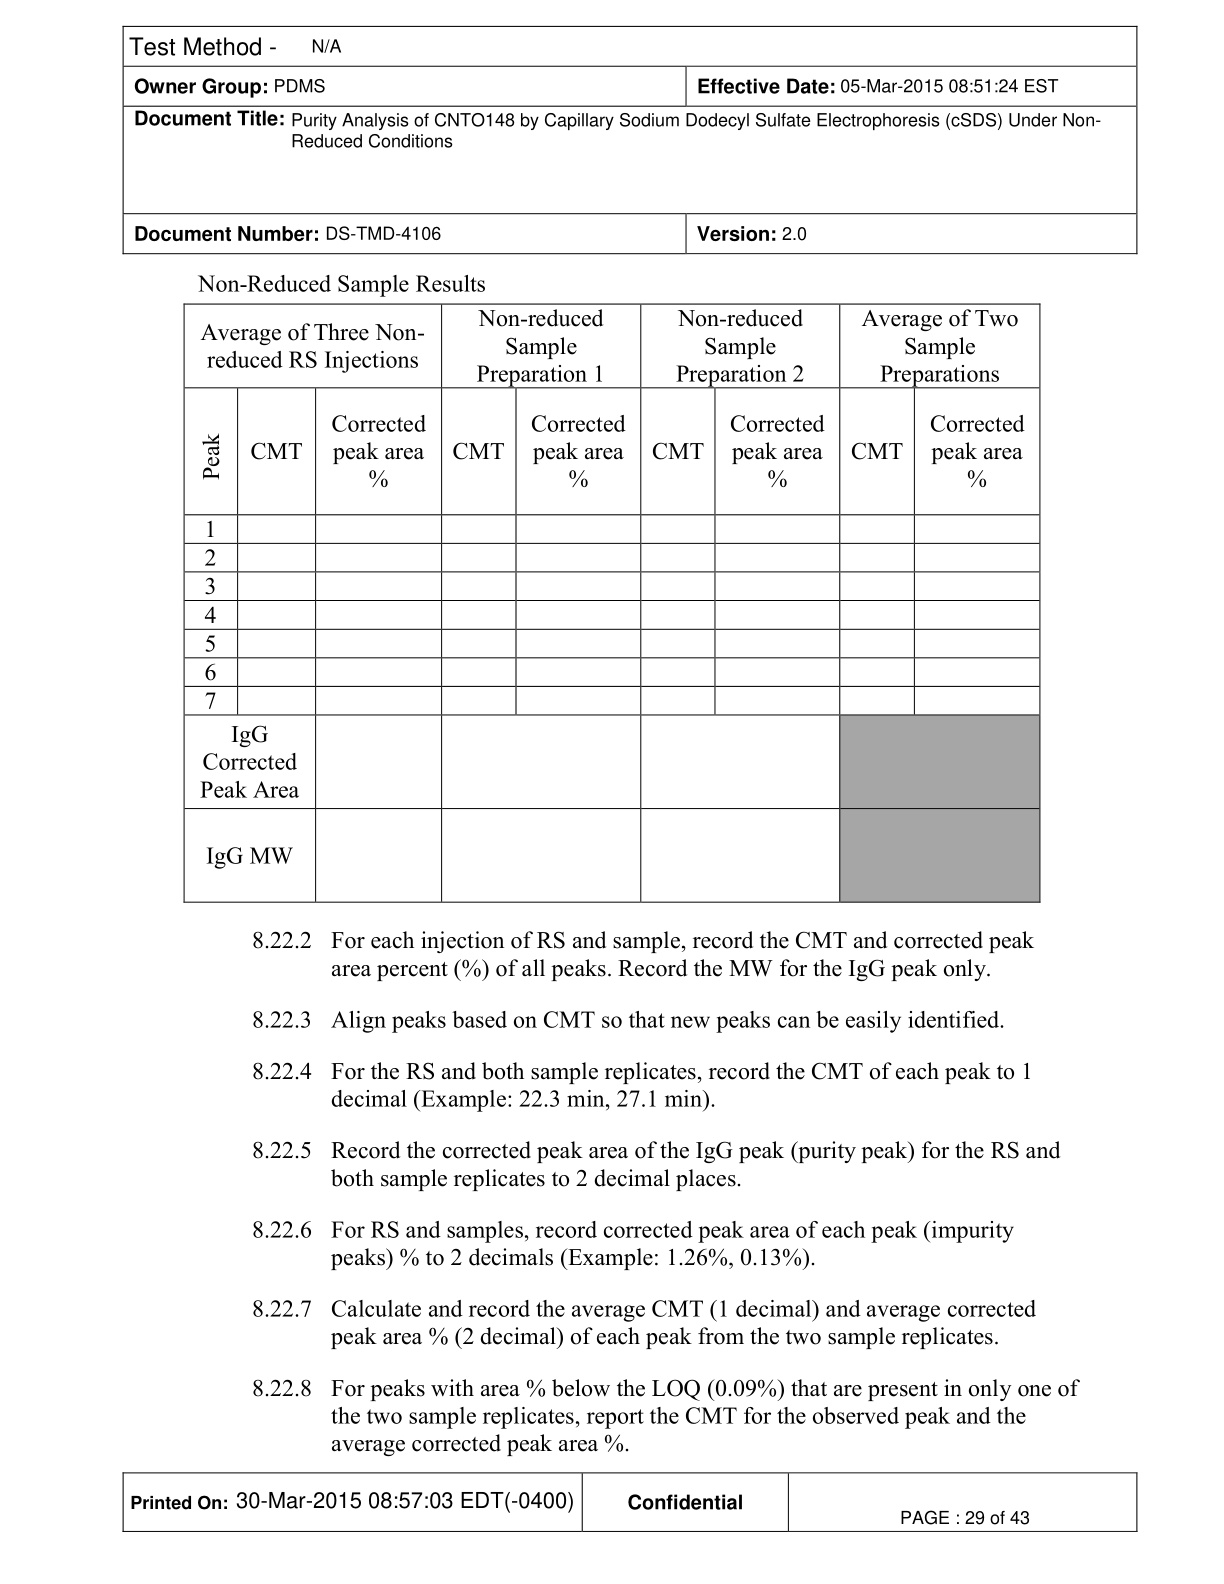 Test Method - N/A
Owner Group: PDMS
Effective Date: 05-Mar-2015 08:51:24 EST
Document Title: Purity Analysis of CNTO148 by Capillary Sodium Dodecyl Sulfate Electrophoresis (cSDS) Under Non-
Reduced Conditions
Document Number: DS-TMD-4106
Version: 2.0
Non-Reduced Sample Results
Average of Three Non-
reduced RS Injections
Non-reduced
Sample
Preparation 1
Non-reduced
Sample
Preparation 2
Average of Two
Sample
Preparations
Peak
CMT
Corrected
peak area
%
CMT
Corrected
peak area
%
CMT
Corrected
peak area
%
CMT
Corrected
peak area
%
1
2
3
4
5
6
7
IgG
Corrected
Peak Area
IgG MW
8.22.2 For each injection of RS and sample, record the CMT and corrected peak
area percent (%) of all peaks. Record the MW for the IgG peak only.
8.22.3 Align peaks based on CMT so that new peaks can be easily identified.
8.22.4 For the RS and both sample replicates, record the CMT of each peak to 1
decimal (Example: 22.3 min, 27.1 min).
8.22.5 Record the corrected peak area of the IgG peak (purity peak) for the RS and
both sample replicates to 2 decimal places.
8.22.6 For RS and samples, record corrected peak area of each peak (impurity
peaks) % to 2 decimals (Example: 1.26%, 0.13%).
8.22.7 Calculate and record the average CMT (1 decimal) and average corrected
peak area % (2 decimal) of each peak from the two sample replicates.
8.22.8 For peaks with area % below the LOQ (0.09%) that are present in only one of
the two sample replicates, report the CMT for the observed peak and the
average corrected peak area %.
Printed On: 30-Mar-2015 08:57:03 EDT(-0400)
Confidential
PAGE : 29 of 43